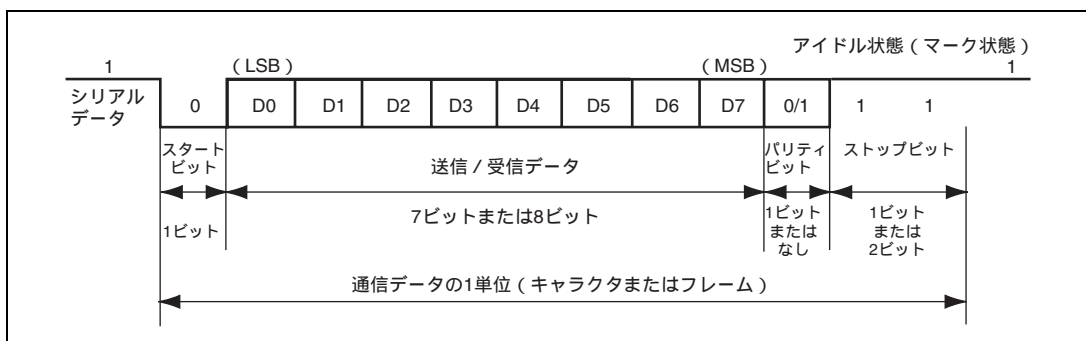 アイドル状態（マーク状態）
1 （LSB） （MSB） 1
シリアル
データ
0 D0 D1 D2 D3 D4 D5 D6 D7 0/1 1 1
スタート
ビット
送信 / 受信データ
パリティ
ビット
ストップビット
1ビット
7ビットまたは8ビット
1ビット
または
なし
1ビット
または
2ビット
通信データの1単位（キャラクタまたはフレーム）